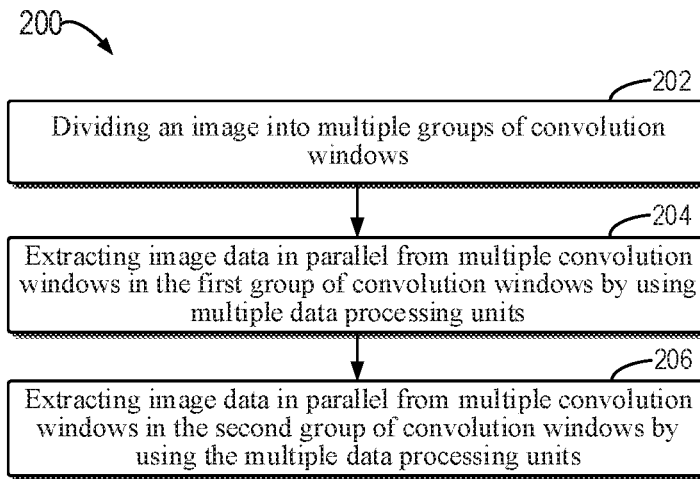 200
202
Dividing an image into multiple groups of convolution
windows
204
Extracting image data in parallel from multiple convolution
windows in the first group of convolution windows by using
multiple data processing units
206
Extracting image data in parallel from multiple convolution
windows in the second group of convolution windows by
using the multiple data processing units